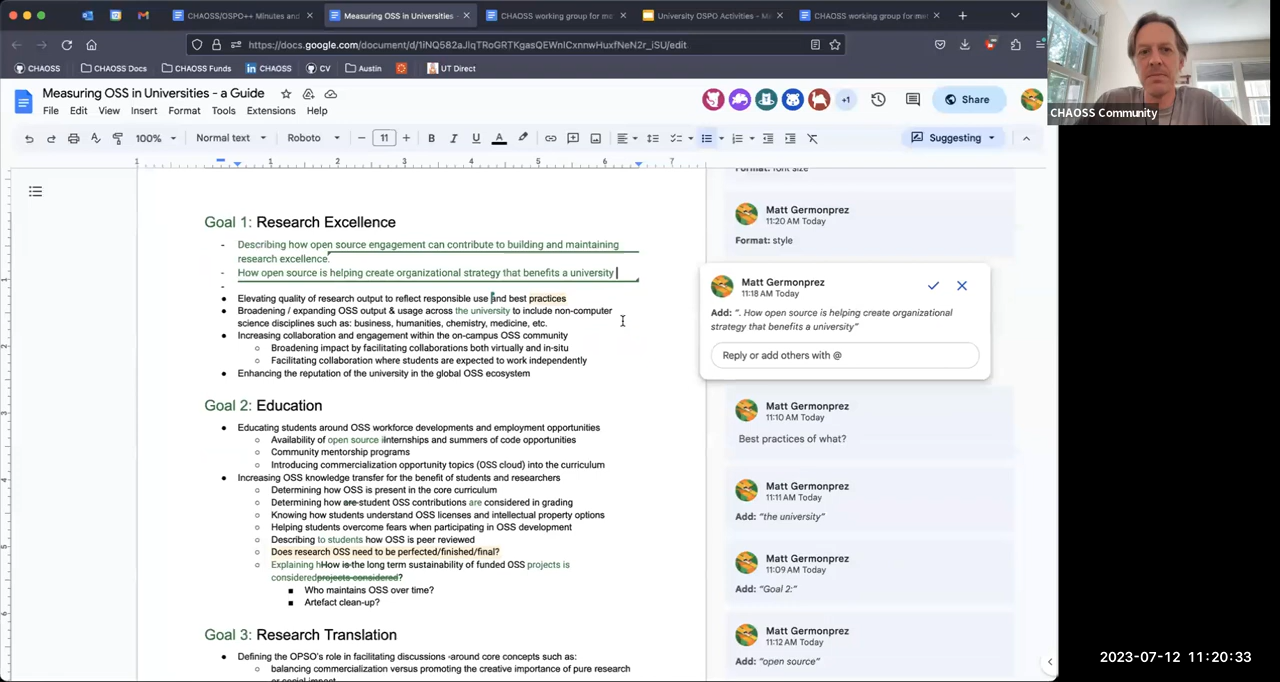 CHAOSS/OSPO++ Minutes and
Measuring OSS in Universities -
CHAOSS working group for me
University OSPO Activities - Mi
CHAOSS working group for met
https://docs.google.com/document/d/1iNQ582aJlqTRoGRTKgasQEWnICxnnwHuxfNeN2r_iSU/edit
CHAOSS
CHAOSS Docs
CHAOSS Funds
CHAOSS
CV
Austin
UT Direct
Measuring OSS in Universities - a Guide
File Edit View Insert Format Tools Extensions Help
+1
Share
100%
Normal text
Roboto
11
Suggesting
CHAOSS Community
1 1 2 3 4 5 6 7
Goal 1: Research Excellence
- Describing how open source engagement can contribute to building and maintaining
research excellence.
- How open source is helping create organizational strategy that benefits a university
-
● Elevating quality of research output to reflect responsible use and best practices
● Broadening / expanding OSS output & usage across the university to include non-computer
science disciplines such as: business, humanities, chemistry, medicine, etc.
● Increasing collaboration and engagement within the on-campus OSS community
○ Broadening impact by facilitating collaborations both virtually and in-situ
○ Facilitating collaboration where students are expected to work independently
● Enhancing the reputation of the university in the global OSS ecosystem
Goal 2: Education
● Educating students around OSS workforce developments and employment opportunities
○ Availability of open source iInternships and summers of code opportunities
○ Community mentorship programs
○ Introducing commercialization opportunity topics (OSS cloud) into the curriculum
● Increasing OSS knowledge transfer for the benefit of students and researchers
○ Determining how OSS is present in the core curriculum
○ Determining how are student OSS contributions are considered in grading
○ Knowing how students understand OSS licenses and intellectual property options
○ Helping students overcome fears when participating in OSS development
○ Describing to students how OSS is peer reviewed
○ Does research OSS need to be perfected/finished/final?
○ Explaining hHow is the long term sustainability of funded OSS projects is
consideredprojects considered?
■ Who maintains OSS over time?
■ Artefact clean-up?
Goal 3: Research Translation
● Defining the OPSO's role in facilitating discussions -around core concepts such as:
○ balancing commercialization versus promoting the creative importance of pure research
or social impact
Format: font size
Matt Germonprez
11:20 AM Today
Format: style
Matt Germonprez
11:18 AM Today
Add: ". How open source is helping create organizational
strategy that benefits a university"
Reply or add others with @
Matt Germonprez
11:10 AM Today
Best practices of what?
Matt Germonprez
11:11 AM Today
Add: "the university"
Matt Germonprez
11:09 AM Today
Add: "Goal 2:"
Matt Germonprez
11:12 AM Today
Add: "open source"
2023-07-12 11:20:33